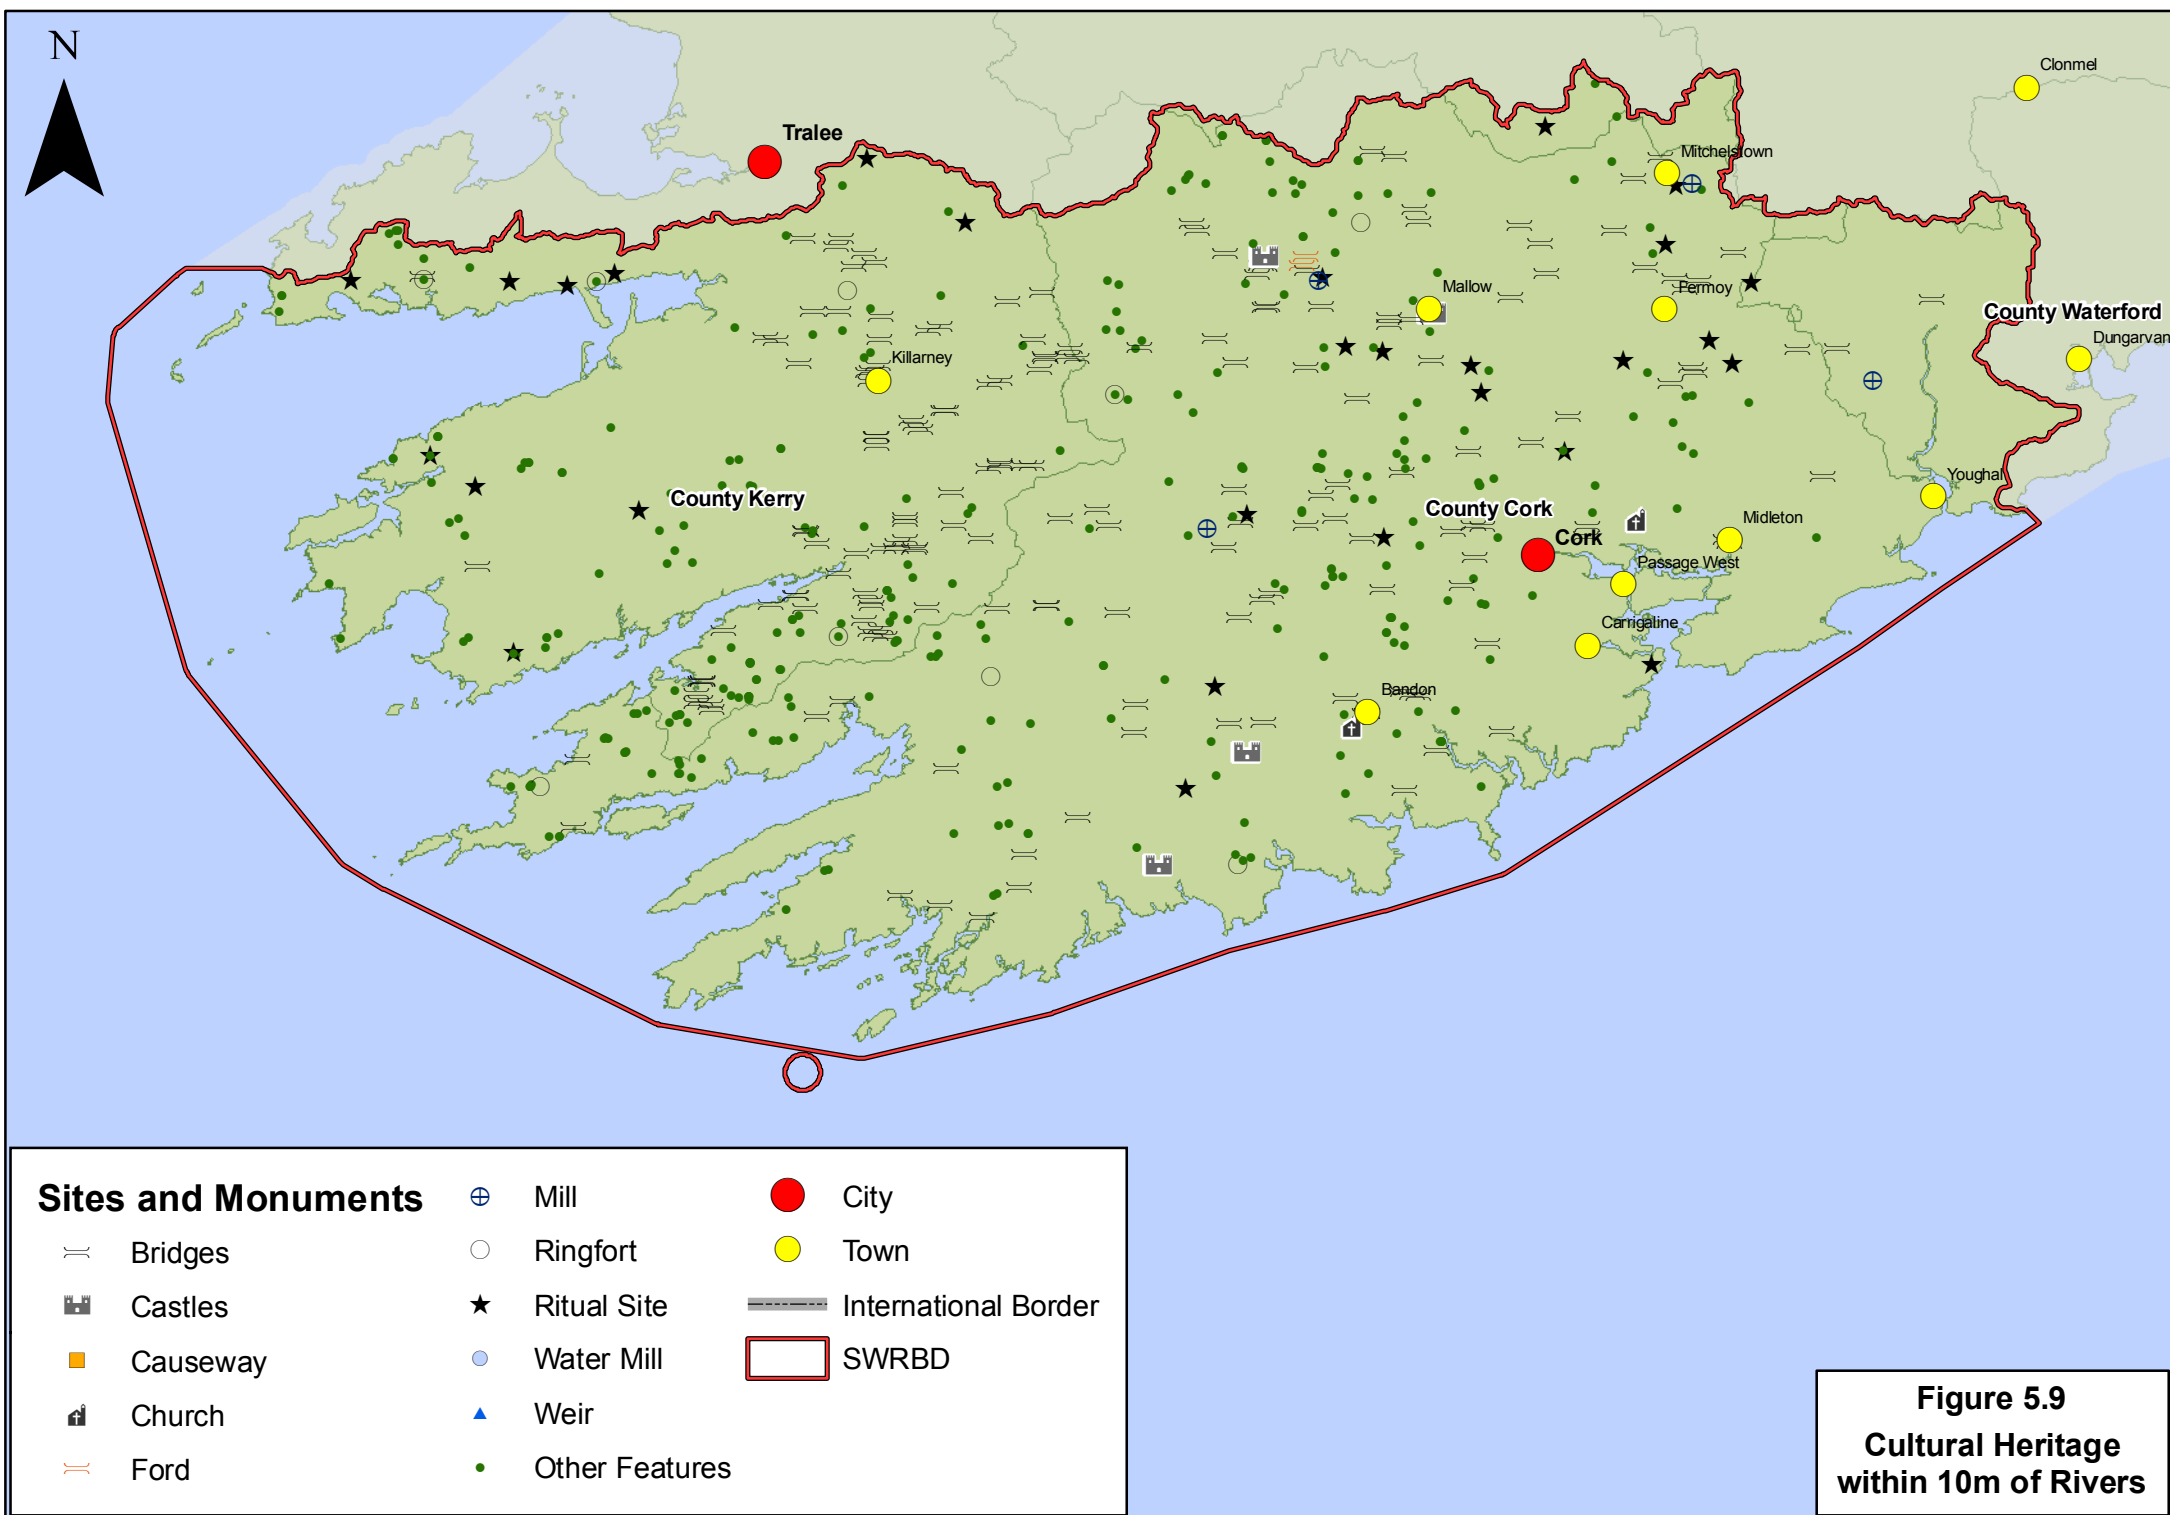 N
Clonmel
Tralee
Mitchelstown
Mallow
Fermoy
County Waterford
Dungarvan
Killarney
Youghal
County Kerry
County Cork
Midleton
Cork
Passage West
Carrigaline
Bandon
Sites and Monuments
Bridges
Castles
Causeway
Church
Ford
Mill
Ringfort
Ritual Site
Water Mill
Weir
Other Features
City
Town
International Border
SWRBD
Figure 5.9
Cultural Heritage
within 10m of Rivers